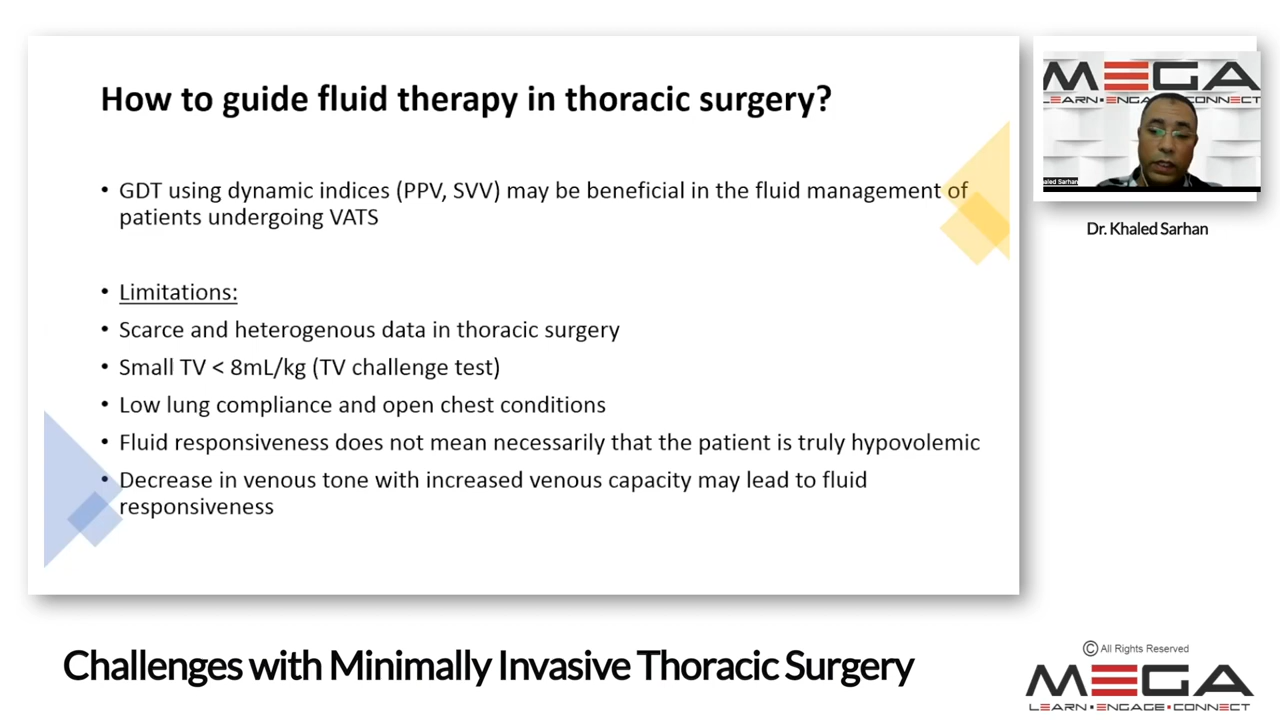 How to guide fluid therapy in thoracic surgery?
• GDT using dynamic indices (PPV, SVV) may be beneficial in the fluid management of
patients undergoing VATS
• Limitations:
• Scarce and heterogenous data in thoracic surgery
• Small TV < 8mL/kg (TV challenge test)
• Low lung compliance and open chest conditions
• Fluid responsiveness does not mean necessarily that the patient is truly hypovolemic
• Decrease in venous tone with increased venous capacity may lead to fluid
responsiveness
MEGA
LEARN▪ENGAGE▪CONNECT
aled Sarhan
Dr. Khaled Sarhan
Challenges with Minimally Invasive Thoracic Surgery
©All Rights Reserved
MEGA
LEARN▪ENGAGE▪CONNECT